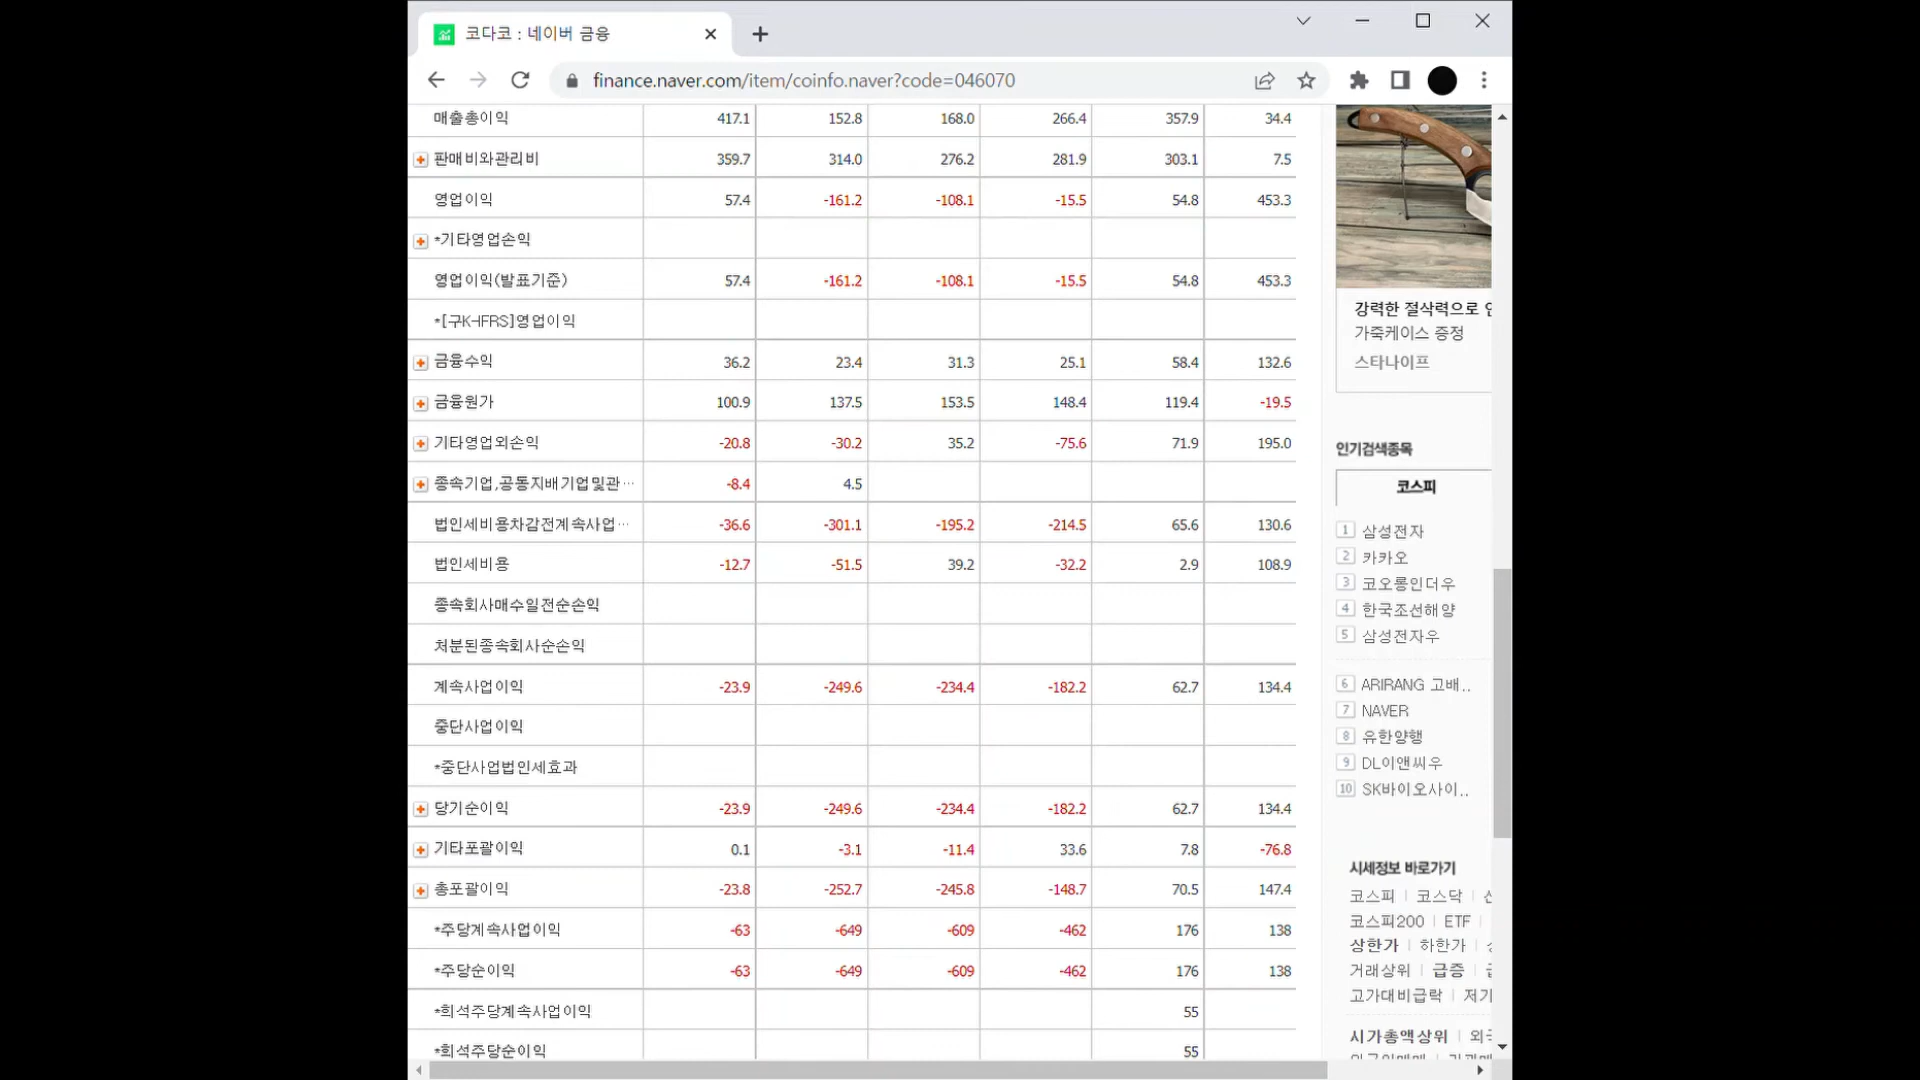 코다코 : 네이버 금융
finance.naver.com/item/coinfo.naver?code=046070
매출총이익 417.1 152.8 168.0 266.4 357.9 34.4
판매비와관리비 359.7 314.0 276.2 281.9 303.1 7.5
영업이익 57.4 -161.2 -108.1 -15.5 54.8 453.3
*기타영업손익
영업이익(발표기준) 57.4 -161.2 -108.1 -15.5 54.8 453.3
*[구K-IFRS]영업이익
금융수익 36.2 23.4 31.3 25.1 58.4 132.6
금융원가 100.9 137.5 153.5 148.4 119.4 -19.5
기타영업외손익 -20.8 -30.2 35.2 -75.6 71.9 195.0
종속기업,공동지배기업및관… -8.4 4.5
법인세비용차감전계속사업… -36.6 -301.1 -195.2 -214.5 65.6 130.6
법인세비용 -12.7 -51.5 39.2 -32.2 2.9 108.9
종속회사매수일전순손익
처분된종속회사순손익
계속사업이익 -23.9 -249.6 -234.4 -182.2 62.7 134.4
중단사업이익
*중단사업법인세효과
당기순이익 -23.9 -249.6 -234.4 -182.2 62.7 134.4
기타포괄이익 0.1 -3.1 -11.4 33.6 7.8 -76.8
총포괄이익 -23.8 -252.7 -245.8 -148.7 70.5 147.4
*주당계속사업이익 -63 -649 -609 -462 176 138
*주당순이익 -63 -649 -609 -462 176 138
*희석주당계속사업이익 55
*희석주당순이익 55
강력한 절삭력으로
가죽케이스 증정
스타나이프
인기검색종목
코스피
1 삼성전자
2 카카오
3 코오롱인더우
4 한국조선해양
5 삼성전자우
6 ARIRANG 고배..
7 NAVER
8 유한양행
9 DL이앤씨우
10 SK바이오사이..
시세정보 바로가기
코스피 | 코스닥 |
코스피200 | ETF |
상한가 | 하한가 |
거래상위 | 급증 |
고가대비급락 |
시가총액상위 |